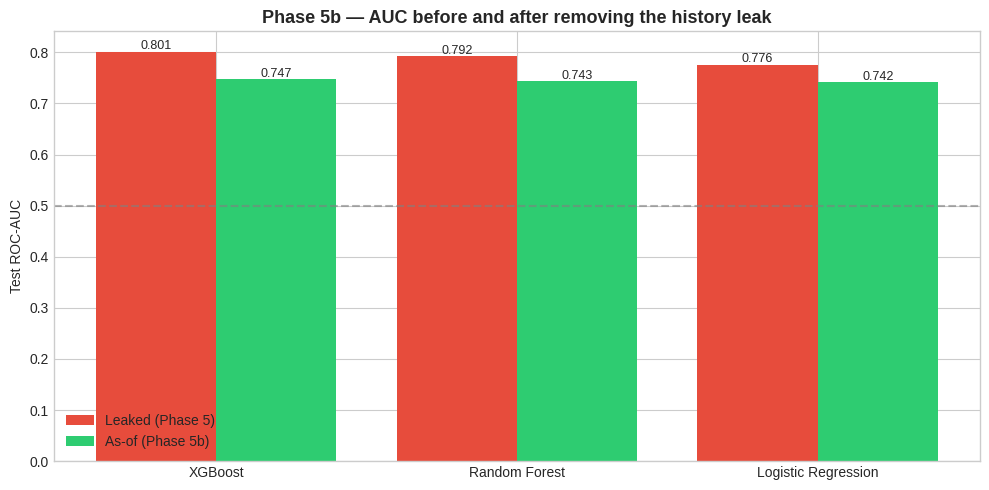 Phase 5b — AUC before and after removing the history leak
Test ROC-AUC
0.8
0.7
0.6
0.5
0.4
0.3
0.2
0.1
0.0
0.801
0.747
0.792
0.743
0.776
0.742
Leaked (Phase 5)
As-of (Phase 5b)
XGBoost
Random Forest
Logistic Regression